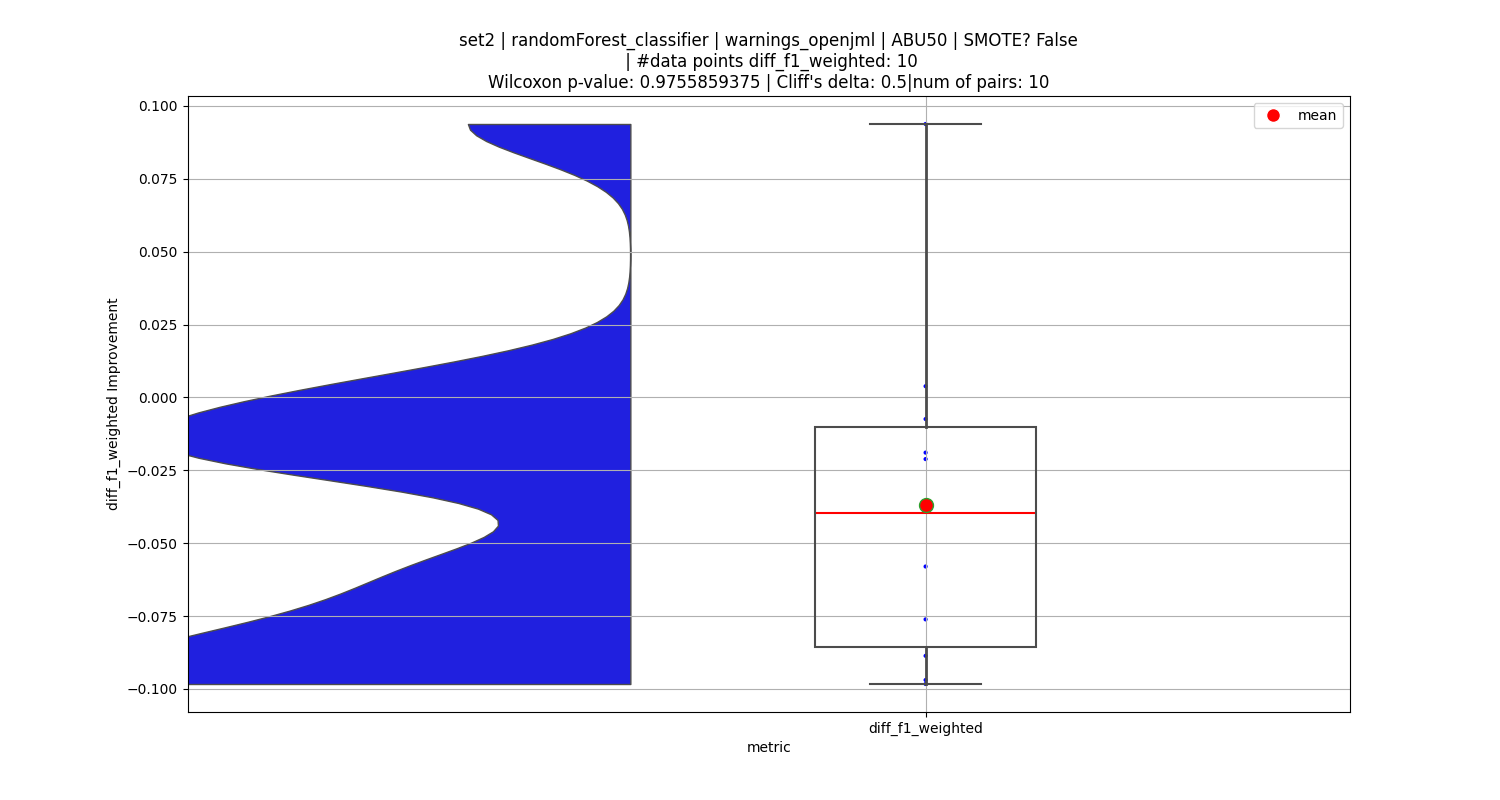 set2 | randomForest_classifier | warnings_openjml | ABU50 | SMOTE? False
| #data points diff_f1_weighted: 10
Wilcoxon p-value: 0.9755859375 | Cliff's delta: 0.5|num of pairs: 10
mean
0.100
0.075
0.050
0.025
0.000
−0.025
−0.050
−0.075
−0.100
diff_f1_weighted Improvement
diff_f1_weighted
metric